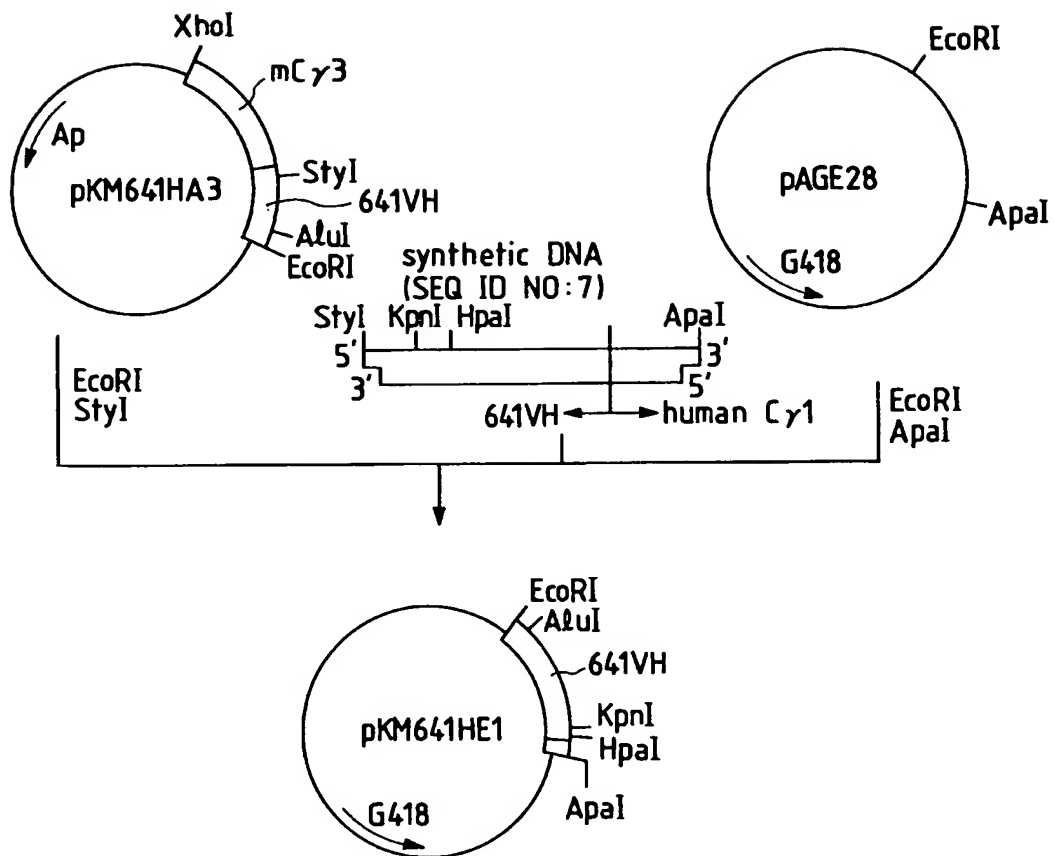 XhoI
mCγ3
Ap
pKM641HA3
StyI
641VH
AluI
EcoRI
EcoRI
pAGE28
ApaI
G418
synthetic DNA
(SEQ ID NO:7)
StyI KpnI HpaI ApaI
5' 3'
3' 5'
641VH human Cγ1
EcoRI
StyI
EcoRI
ApaI
EcoRI
AluI
641VH
pKM641HE1
KpnI
HpaI
ApaI
G418